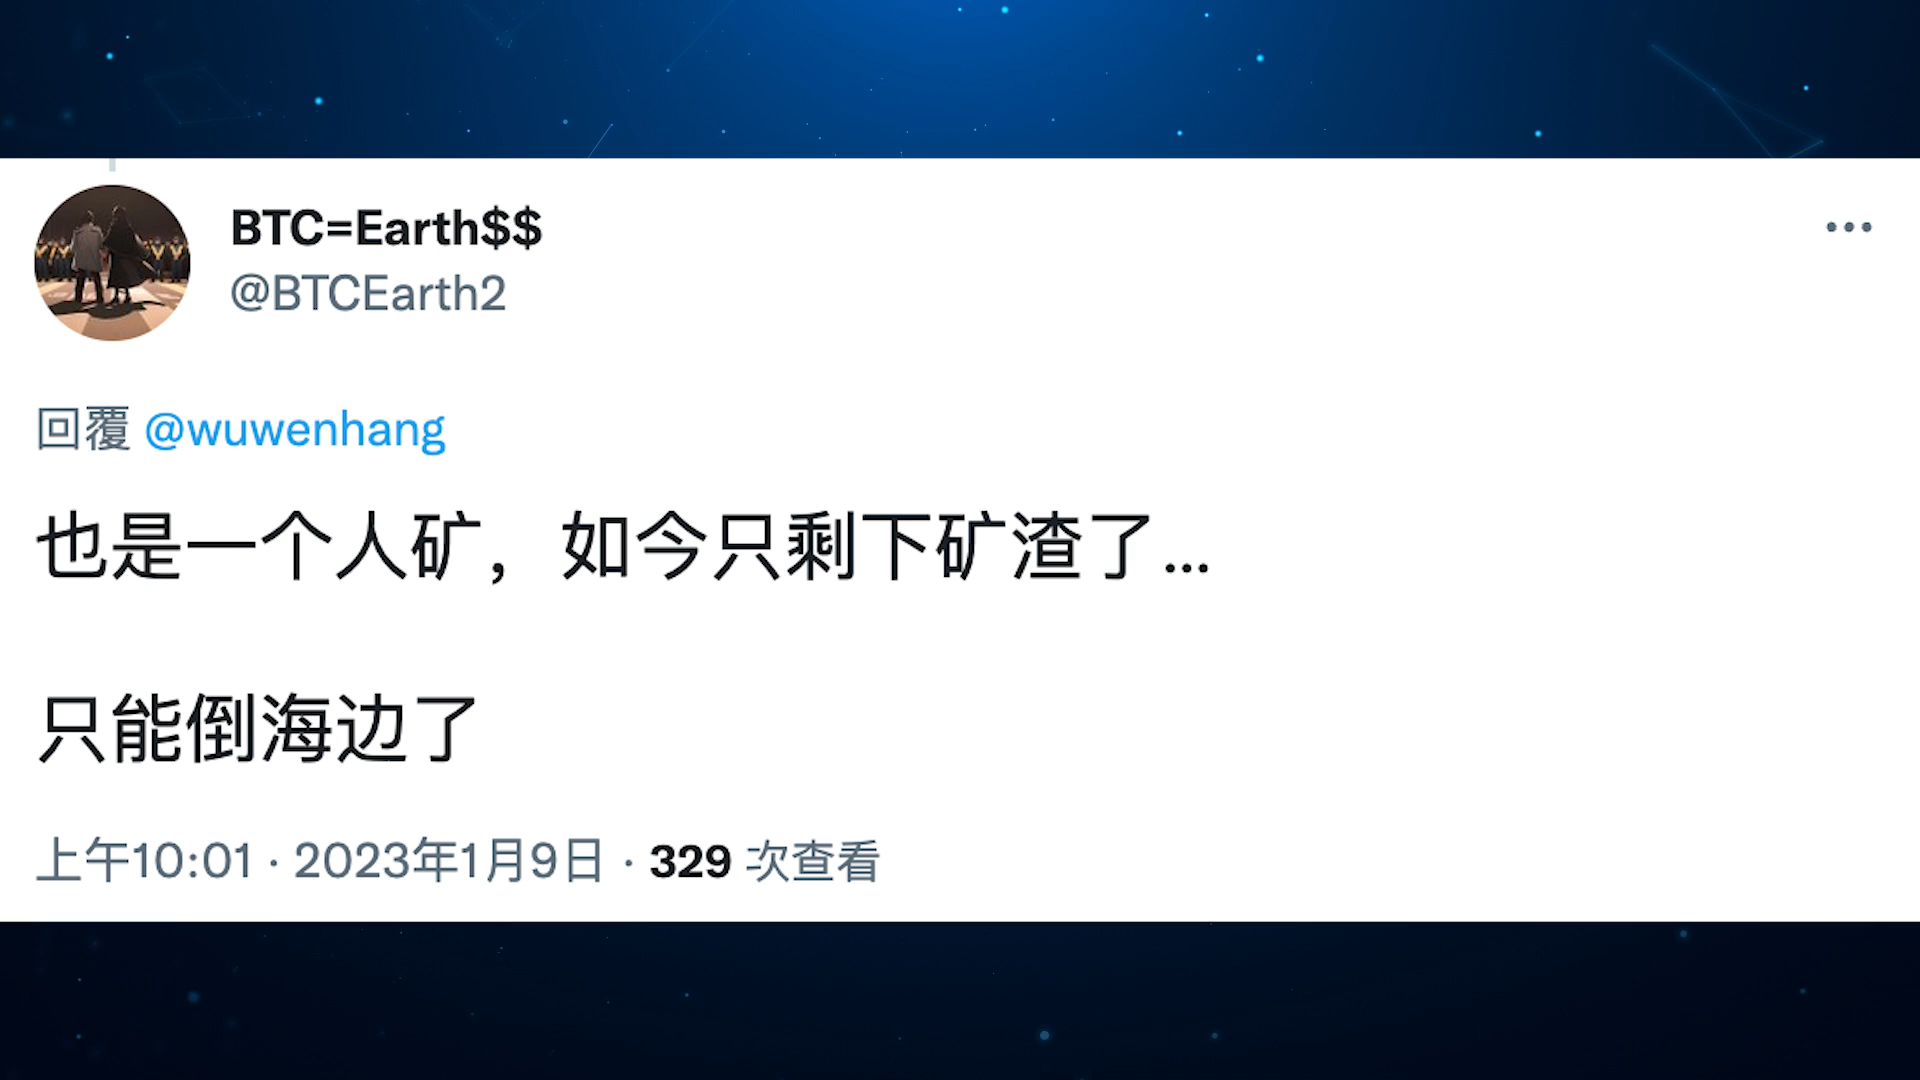 BTC=Earth$$
@BTCEarth2
回覆 @wuwenhang
也是一个人矿，如今只剩下矿渣了...
只能倒海边了
上午10:01 · 2023年1月9日 · 329 次查看